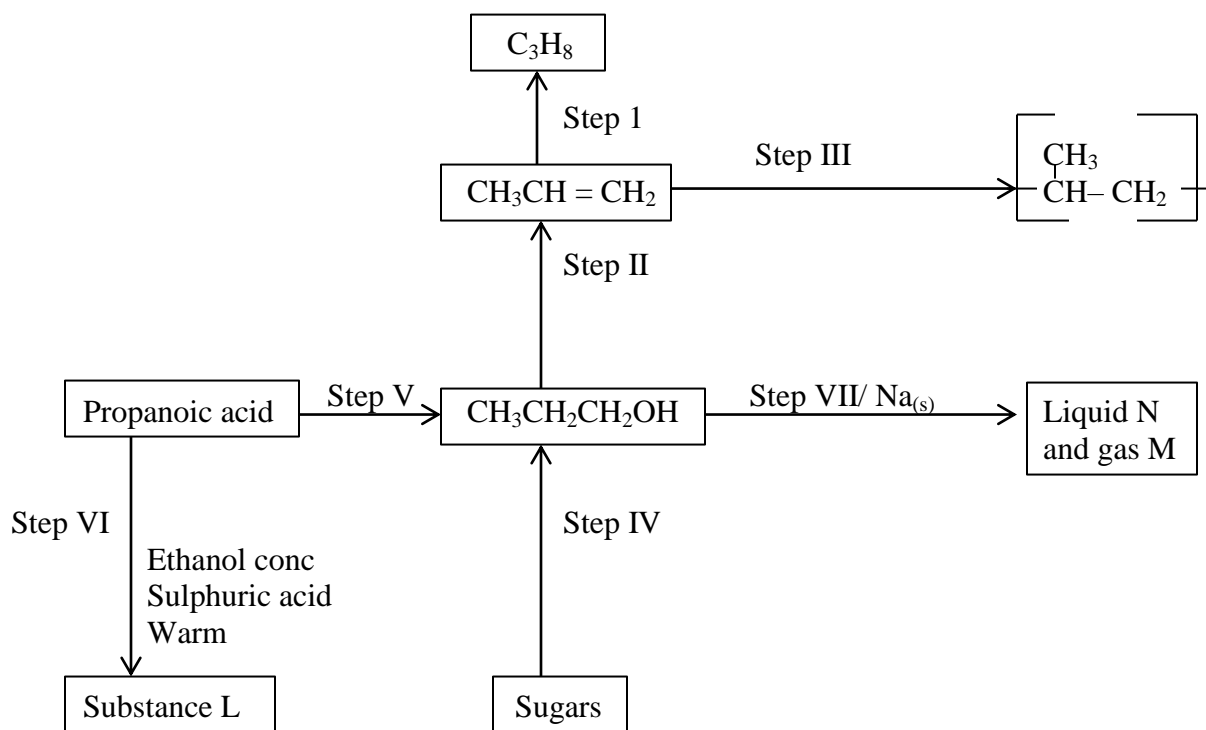 C₃H₈
Step 1
Step III
CH₃
CH₃CH = CH₂
CH– CH₂
Step II
Step V
Step VII/ Na₍ₛ₎
Propanoic acid
CH₃CH₂CH₂OH
Liquid N
and gas M
Step VI
Step IV
Ethanol conc
Sulphuric acid
Warm
Substance L
Sugars